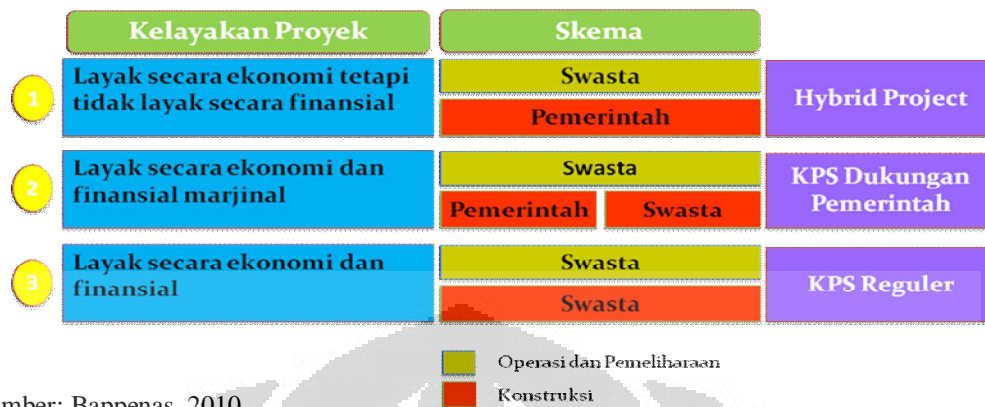 Kelayakan Proyek
Skema
1
Layak secara ekonomi tetapi
tidak layak secara finansial
Swasta
Pemerintah
Hybrid Project
2
Layak secara ekonomi dan
finansial marjinal
Swasta
Pemerintah
Swasta
KPS Dukungan
Pemerintah
3
Layak secara ekonomi dan
finansial
Swasta
Swasta
KPS Reguler
Operasi dan Pemeliharaan
Konstruksi
mber: Bappenas, 2010